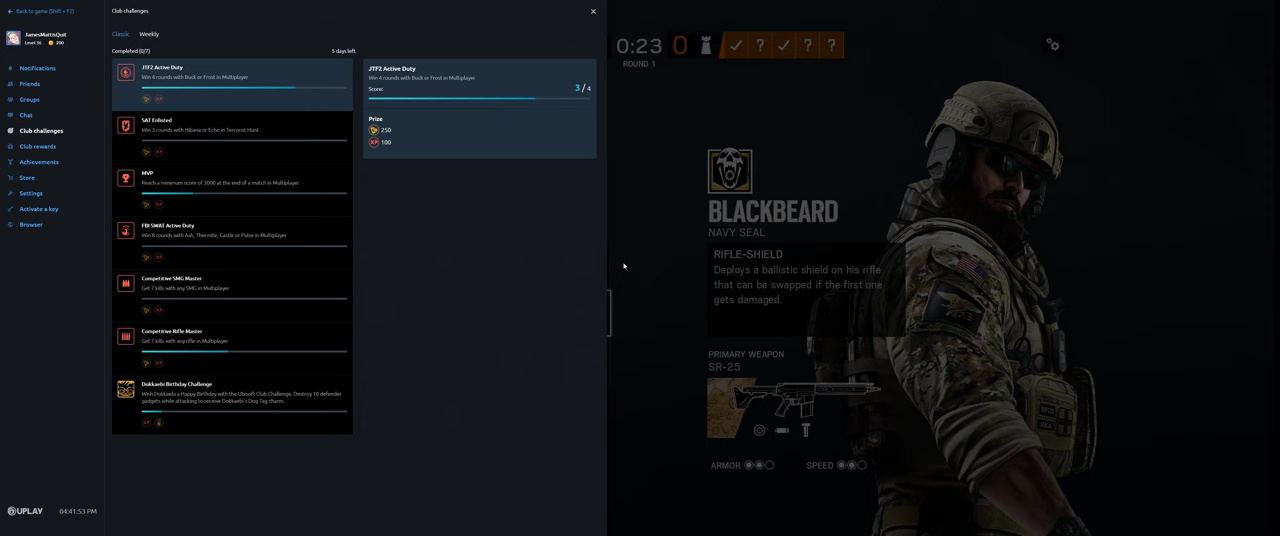 Back to game (Shift + F2)
JamesMattisQuit
Level 36 200
Notifications
Friends
Groups
Chat
Club challenges
Club rewards
Achievements
Store
Settings
Activate a key
Browser
UPLAY 04:41:53 PM
Club challenges
Classic Weekly
Completed (0/7) 5 days left
JTF2 Active Duty
Win 4 rounds with Buck or Frost in Multiplayer
XP
SAT Enlisted
Win 3 rounds with Hibana or Echo in Terrorist Hunt
XP
MVP
Reach a minimum score of 3000 at the end of a match in Multiplayer
XP
FBI SWAT Active Duty
Win 8 rounds with Ash, Thermite, Castle or Pulse in Multiplayer
XP
Competitive SMG Master
Get 7 kills with any SMG in Multiplayer
XP
Competitive Rifle Master
Get 7 kills with any rifle in Multiplayer
XP
Dokkaebi Birthday Challenge
Wish Dokkaebi a Happy Birthday with the Ubisoft Club Challenge. Destroy 10 defender
gadgets while attacking to receive Dokkaebi's Dog Tag charm.
XP
JTF2 Active Duty
Win 4 rounds with Buck or Frost in Multiplayer
Score: 3 / 4
Prize
250
XP 100
0:23 0 ? ? ?
ROUND 1
BLACKBEARD
NAVY SEAL
RIFLE-SHIELD
Deploys a ballistic shield on his rifle
that can be swapped if the first one
gets damaged.
PRIMARY WEAPON
SR-25
ARMOR SPEED